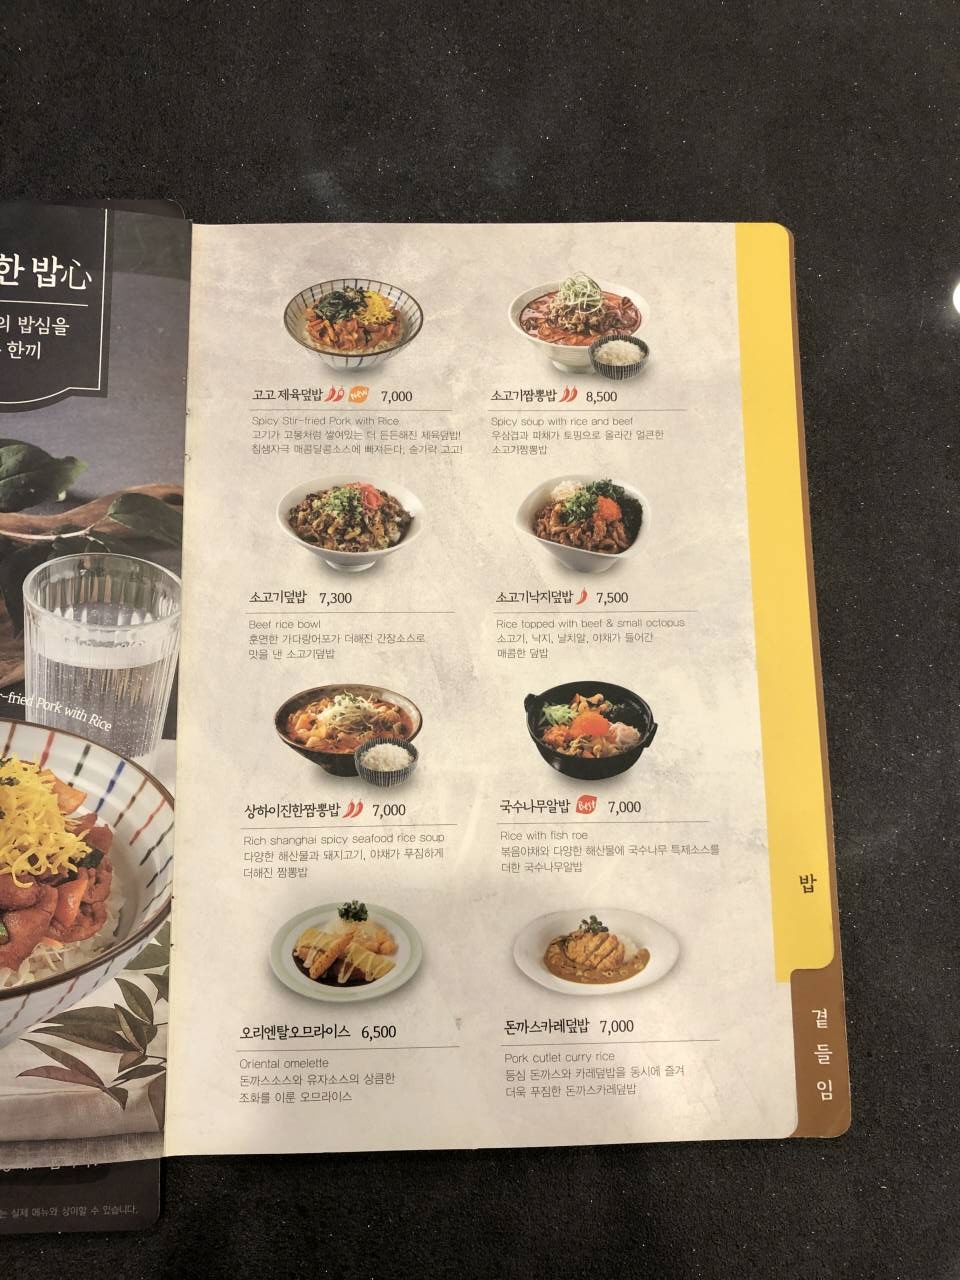 한 밥心
의 밥심을
한끼
r-fried Pork with Rice
는 실제 메뉴와 상이할 수 있습니다.
고고 제육덮밥 NEW 7,000
Spicy Stir-fried Pork with Rice
고기가 고봉처럼 쌓여있는 더 든든해진 제육덮밥!
침샘자극 매콤달콤소스에 빠져든다, 숟가락 고고!
소고기짬뽕밥 8,500
Spicy soup with rice and beef
우삼겹과 파채가 토핑으로 올라간 얼큰한
소고기짬뽕밥
소고기덮밥 7,300
Beef rice bowl
훈연한 가다랑어포가 더해진 간장소스로
맛을 낸 소고기덮밥
소고기낙지덮밥 7,500
Rice topped with beef & small octopus
소고기, 낙지, 날치알, 야채가 들어간
매콤한 덮밥
상하이진한짬뽕밥 7,000
Rich shanghai spicy seafood rice soup
다양한 해산물과 돼지고기, 야채가 푸짐하게
더해진 짬뽕밥
국수나무알밥 Best 7,000
Rice with fish roe
볶음야채와 다양한 해산물에 국수나무 특제소스를
더한 국수나무알밥
오리엔탈오므라이스 6,500
Oriental omelette
돈까스소스와 유자소스의 상큼한
조화를 이룬 오므라이스
돈까스카레덮밥 7,000
Pork cutlet curry rice
등심 돈까스와 카레덮밥을 동시에 즐겨
더욱 푸짐한 돈까스카레덮밥
밥
곁들임